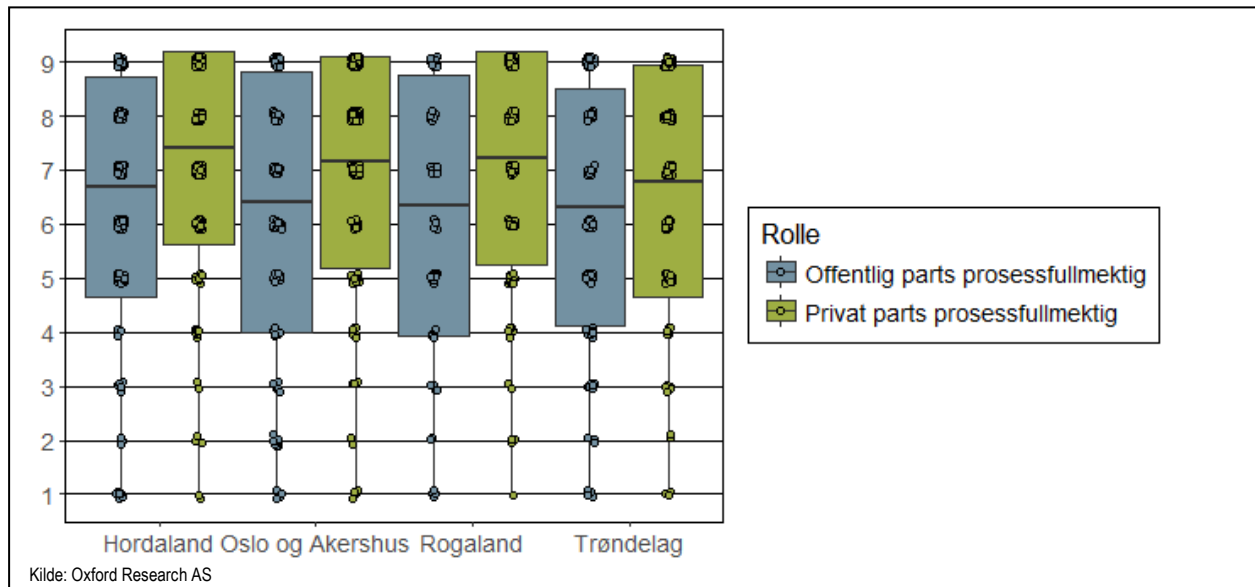 9
8
7
6
5
4
3
2
1
Hordaland Oslo og Akershus Rogaland Trøndelag
Rolle
Offentlig parts prosessfullmektig
Privat parts prosessfullmektig
Kilde: Oxford Research AS